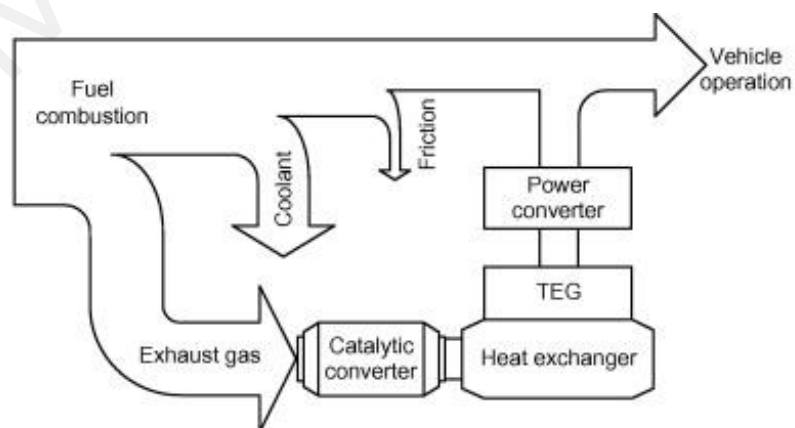 Fuel
combustion
Vehicle
operation
Coolant
Friction
Power
converter
TEG
Exhaust gas
Catalytic
converter
Heat exchanger